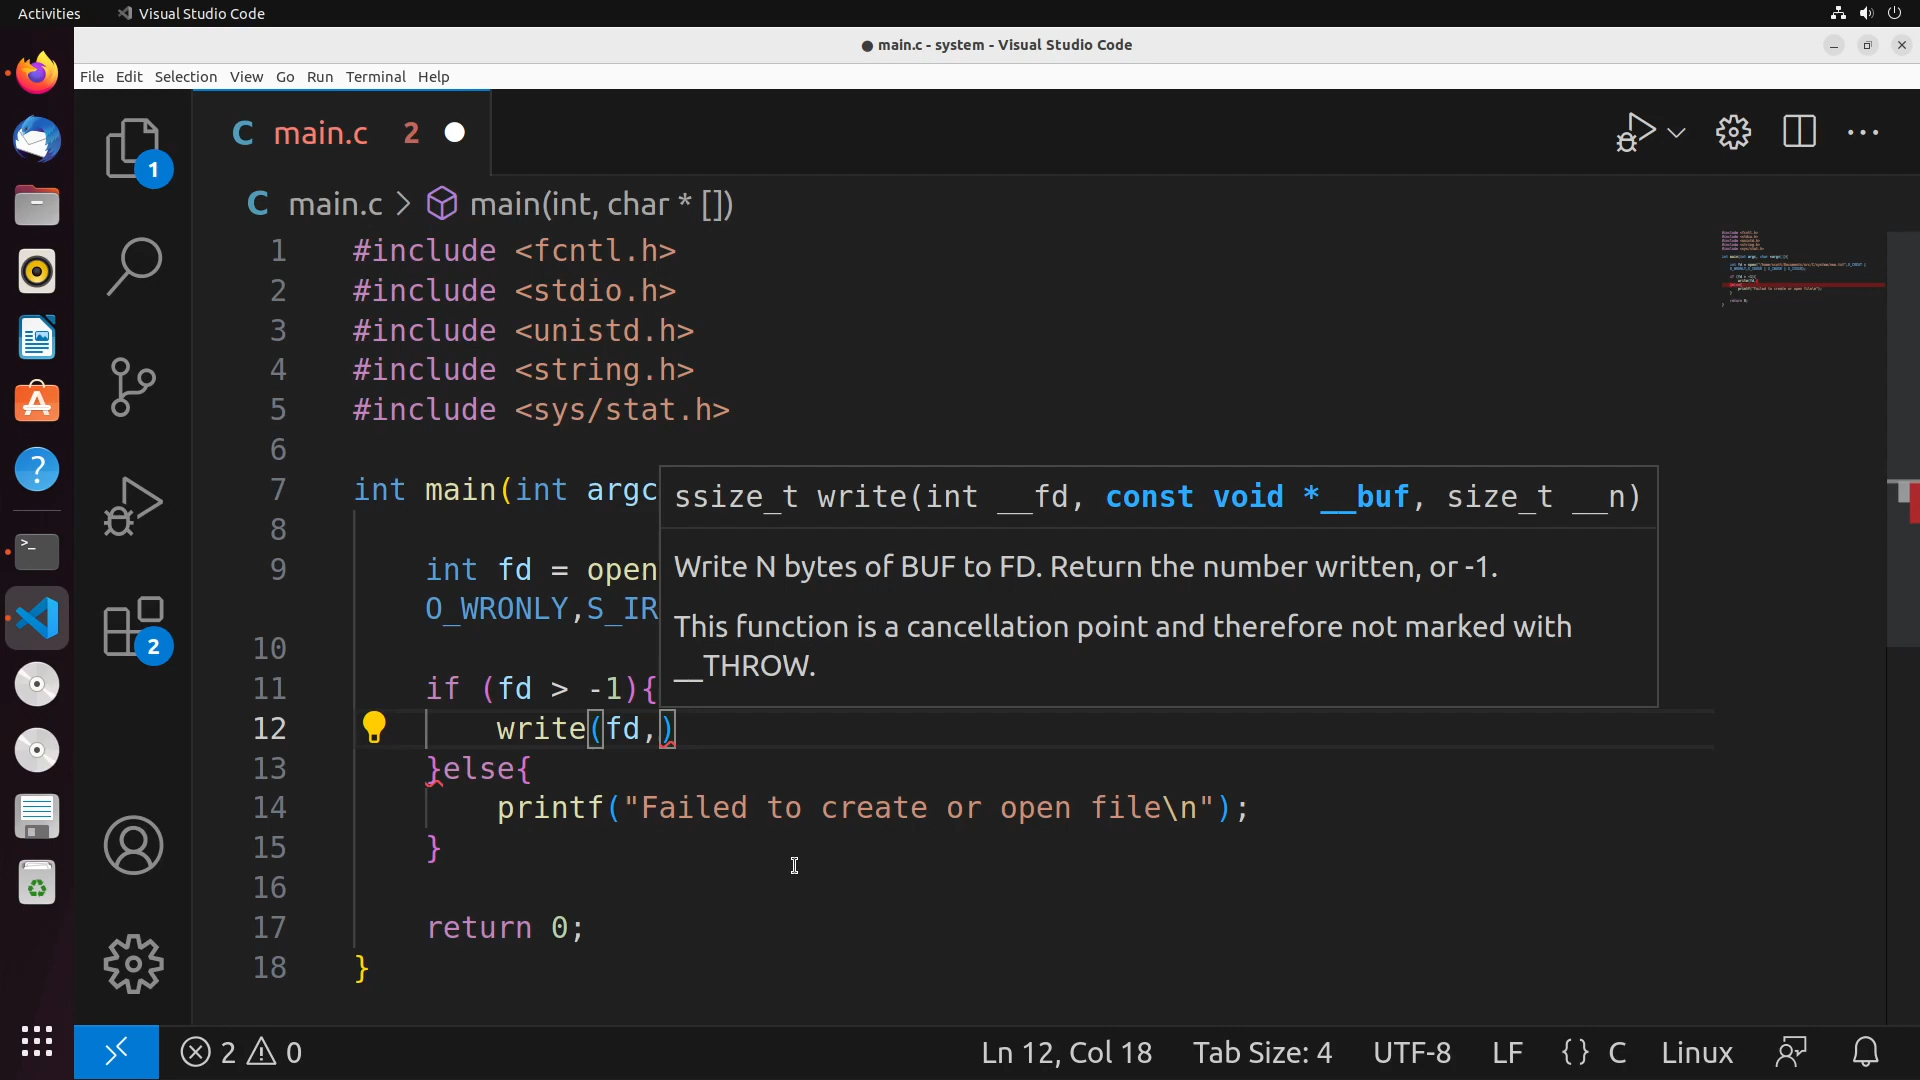 Activities
Visual Studio Code
● main.c - system - Visual Studio Code
File Edit Selection View Go Run Terminal Help
C main.c 2 ●
C main.c > main(int, char * [])
1 #include <fcntl.h>
2 #include <stdio.h>
3 #include <unistd.h>
4 #include <string.h>
5 #include <sys/stat.h>
6
7 int main(int argc
ssize_t write(int __fd, const void *__buf, size_t __n)
8
9 int fd = open
Write N bytes of BUF to FD. Return the number written, or -1.
O_WRONLY,S_IR
This function is a cancellation point and therefore not marked with
__THROW.
10
11 if (fd > -1){
12 write(fd,)
13 }else{
14 printf("Failed to create or open file\n");
15 }
16
17 return 0;
18 }
1
2
2 0
Ln 12, Col 18 Tab Size: 4 UTF-8 LF {} C Linux